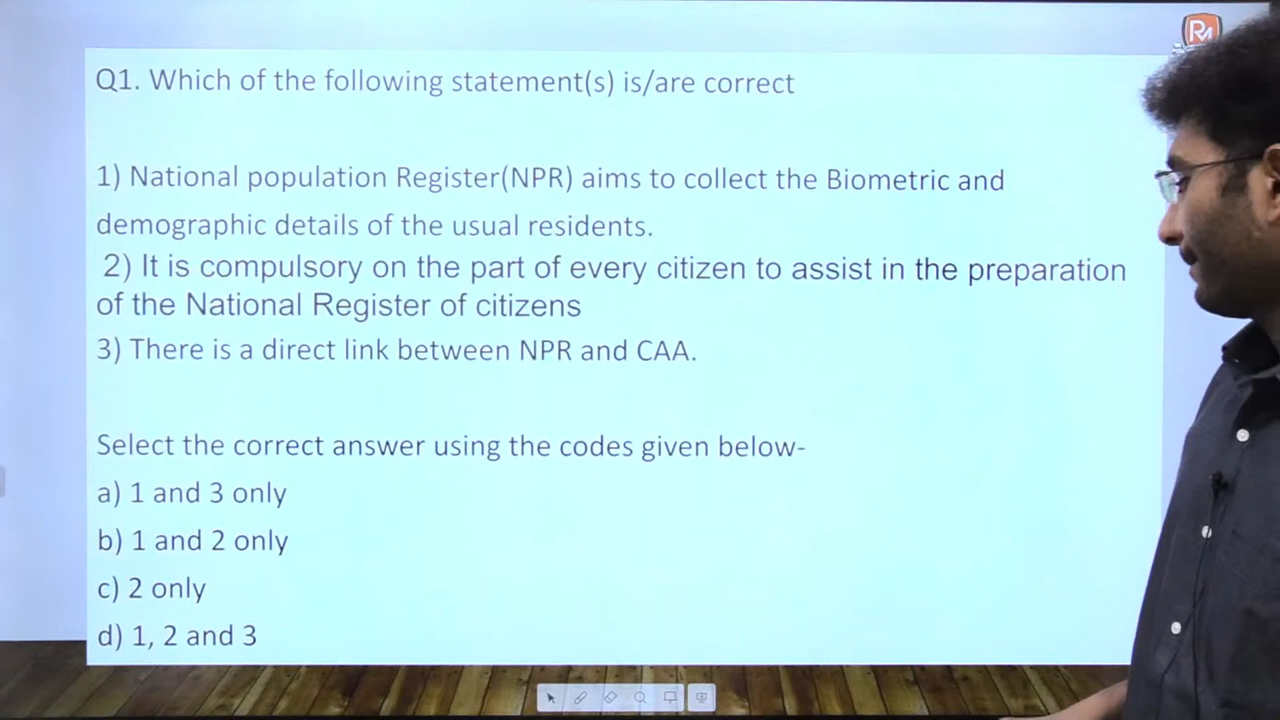 Q1. Which of the following statement(s) is/are correct
1) National population Register(NPR) aims to collect the Biometric and
demographic details of the usual residents.
2) It is compulsory on the part of every citizen to assist in the preparation
of the National Register of citizens
3) There is a direct link between NPR and CAA.
Select the correct answer using the codes given below-
a) 1 and 3 only
b) 1 and 2 only
c) 2 only
d) 1, 2 and 3